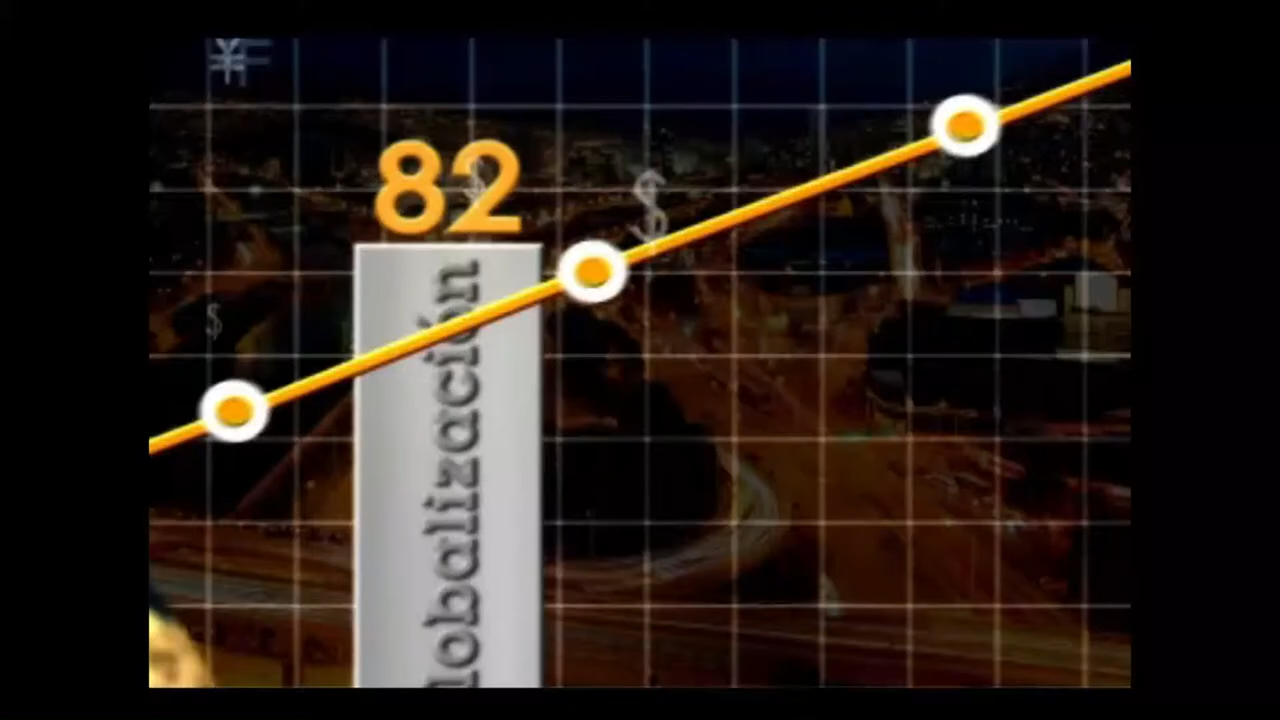 ¥
82
$
$
lobalización